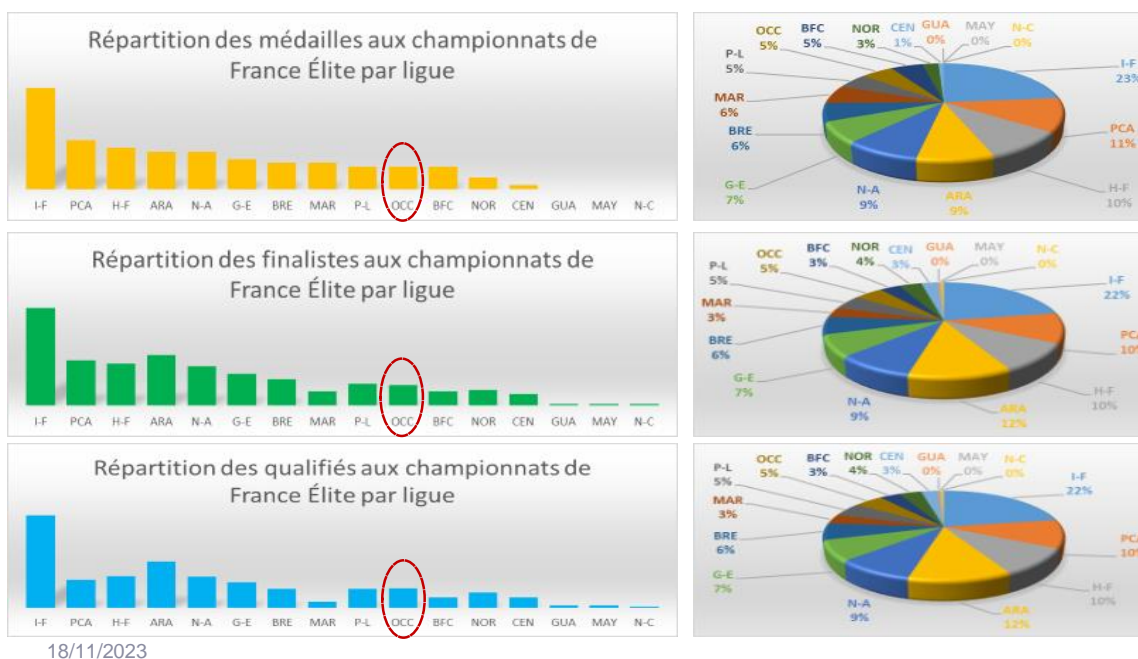 Répartition des médailles aux championnats de
France Élite par ligue
I-F PCA H-F ARA N-A G-E BRE MAR P-L OCC BFC NOR CEN GUA MAY N-C
OCC 5% BFC 5% NOR 3% CEN 1% GUA 0% MAY 0% N-C 0%
P-L 5%
I-F 23%
MAR 6%
PCA 11%
BRE 6%
H-F 10%
G-E 7%
N-A 9%
ARA 9%
Répartition des finalistes aux championnats de
France Élite par ligue
I-F PCA H-F ARA N-A G-E BRE MAR P-L OCC BFC NOR CEN GUA MAY N-C
P-L 5% OCC 5% BFC 3% NOR 4% CEN 3% GUA 0% MAY 0% N-C 0%
I-F 22%
MAR 3%
PCA 10%
BRE 6%
H-F 10%
G-E 7%
N-A 9%
ARA 12%
Répartition des qualifiés aux championnats de
France Élite par ligue
I-F PCA H-F ARA N-A G-E BRE MAR P-L OCC BFC NOR CEN GUA MAY N-C
P-L 5% OCC 5% BFC 3% NOR 4% CEN 3% GUA 0% MAY 0% N-C 0%
I-F 22%
MAR 3%
PCA 10%
BRE 6%
H-F 10%
G-E 7%
N-A 9%
ARA 12%
18/11/2023